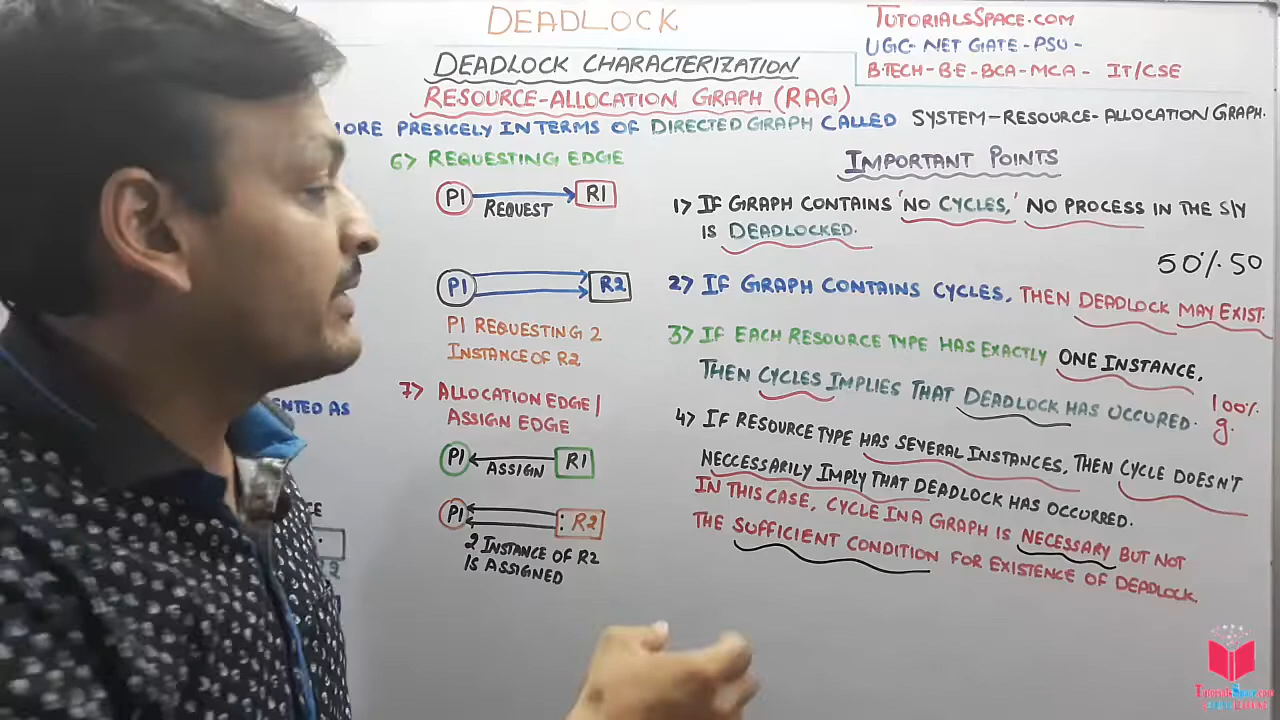 DEADLOCK
TUTORIALSSPACE.COM
UGC-NET GATE-PSU-
B.TECH-B.E-BCA-MCA- IT/CSE
DEADLOCK CHARACTERIZATION
RESOURCE-ALLOCATION GRAPH (RAG)
MORE PRESICELY IN TERMS OF DIRECTED GRAPH CALLED SYSTEM-RESOURCE-ALLOCATION GRAPH.
6> REQUESTING EDGE
P1 R1
REQUEST
P1 R2
P1 REQUESTING 2
INSTANCE OF R2
7> ALLOCATION EDGE/
ASSIGN EDGE
P1 R1
ASSIGN
P1 R2
2 INSTANCE OF R2
IS ASSIGNED
IMPORTANT POINTS
1> IF GRAPH CONTAINS 'NO CYCLES,' NO PROCESS IN THE S/Y
IS DEADLOCKED.
50% 50
2> IF GRAPH CONTAINS CYCLES, THEN DEADLOCK MAY EXIST.
3> IF EACH RESOURCE TYPE HAS EXACTLY ONE INSTANCE,
THEN CYCLES IMPLIES THAT DEADLOCK HAS OCCURED.
100%
4> IF RESOURCE TYPE HAS SEVERAL INSTANCES, THEN CYCLE DOESN'T
NECCESSARILY IMPLY THAT DEADLOCK HAS OCCURRED.
IN THIS CASE, CYCLE IN A GRAPH IS NECESSARY BUT NOT
THE SUFFICIENT CONDITION FOR EXISTENCE OF DEADLOCK.
NTED AS
CE
TutorialsSpace.com